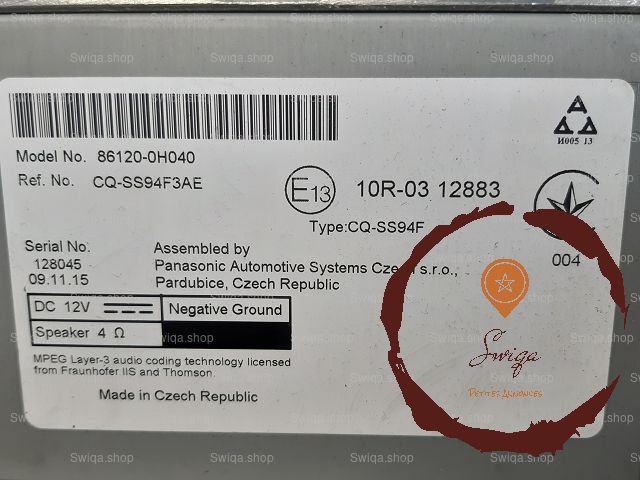 И005 13
Model No. 86120-0H040
Ref. No. CQ-SS94F3AE
E13
10R-03 12883
Type:CQ-SS94F
004
Serial No.
128045
09.11.15
Assembled by
Panasonic Automotive Systems Czech s.r.o.,
Pardubice, Czech Republic
DC 12V
Negative Ground
Speaker 4 Ω
MPEG Layer-3 audio coding technology licensed
from Fraunhofer IIS and Thomson.
Made in Czech Republic
Swiqa
PETITES ANNONCES
Swiqa.shop